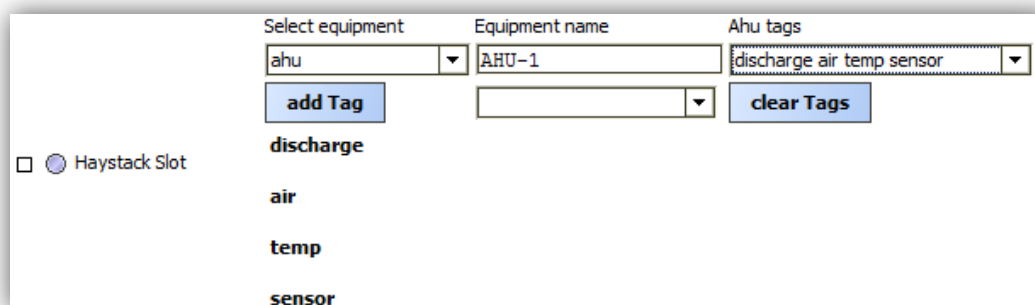 Select equipment Equipment name Ahu tags
ahu AHU-1 discharge air temp sensor
add Tag clear Tags
discharge
Haystack Slot
air
temp
sensor